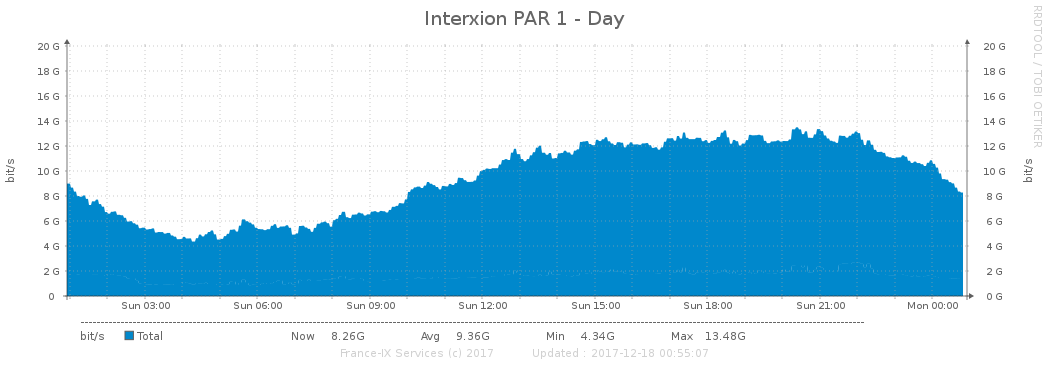 Interxion PAR 1 - Day
RRDTOOL / TOBI OETIKER
20 G 20 G
18 G 18 G
16 G 16 G
14 G 14 G
12 G 12 G
10 G 10 G
8 G 8 G
6 G 6 G
4 G 4 G
2 G 2 G
0 0 G
bit/s
bit/s
Sun 03:00 Sun 06:00 Sun 09:00 Sun 12:00 Sun 15:00 Sun 18:00 Sun 21:00 Mon 00:00
bit/s Total Now 8.26G Avg 9.36G Min 4.34G Max 13.48G
France-IX Services (c) 2017 Updated : 2017-12-18 00:55:07